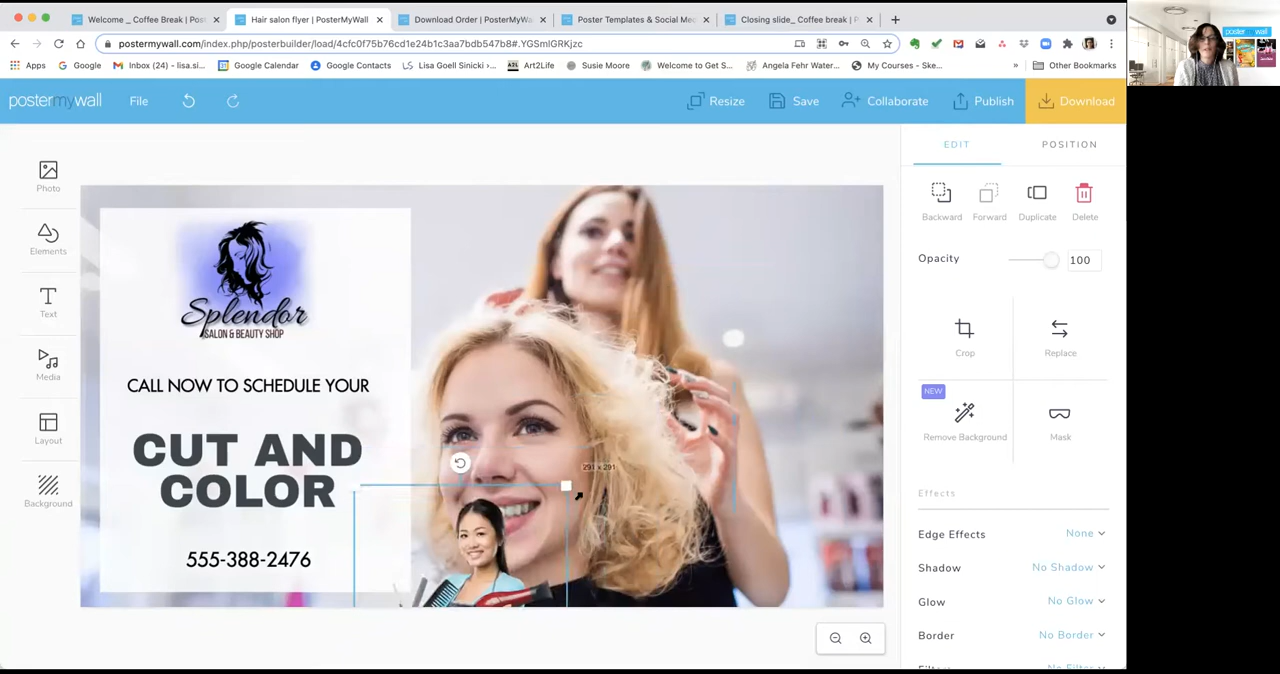 Welcome _ Coffee Break | Pos
Hair salon flyer | PosterMyWall
Download Order | PosterMyWa
Poster Templates & Social Me
Closing slide_ Coffee break | P
postermywall.com/index.php/posterbuilder/load/4cfc0f75b76cd1e24b1c3aa7bdb547b8#.YGSPbxNKjzc
Apps
Google
Inbox (24) - lisa.si...
Google Calendar
Google Contacts
Lisa Goell Sinicki ›...
Art2Life
Susie Moore
Welcome to Get S...
Angela Fehr Water...
My Courses - Ske...
»
Other Bookmarks
postermywall
File
Resize
Save
Collaborate
Publish
Download
Photo
Elements
Text
Media
Layout
Background
Splendor
SALON & BEAUTY SHOP
CALL NOW TO SCHEDULE YOUR
CUT AND
COLOR
555-388-2476
291 x 291
EDIT
POSITION
Backward
Forward
Duplicate
Delete
Opacity
100
Crop
Replace
NEW
Remove Background
Mask
Effects
Edge Effects
None
Shadow
No Shadow
Glow
No Glow
Border
No Border